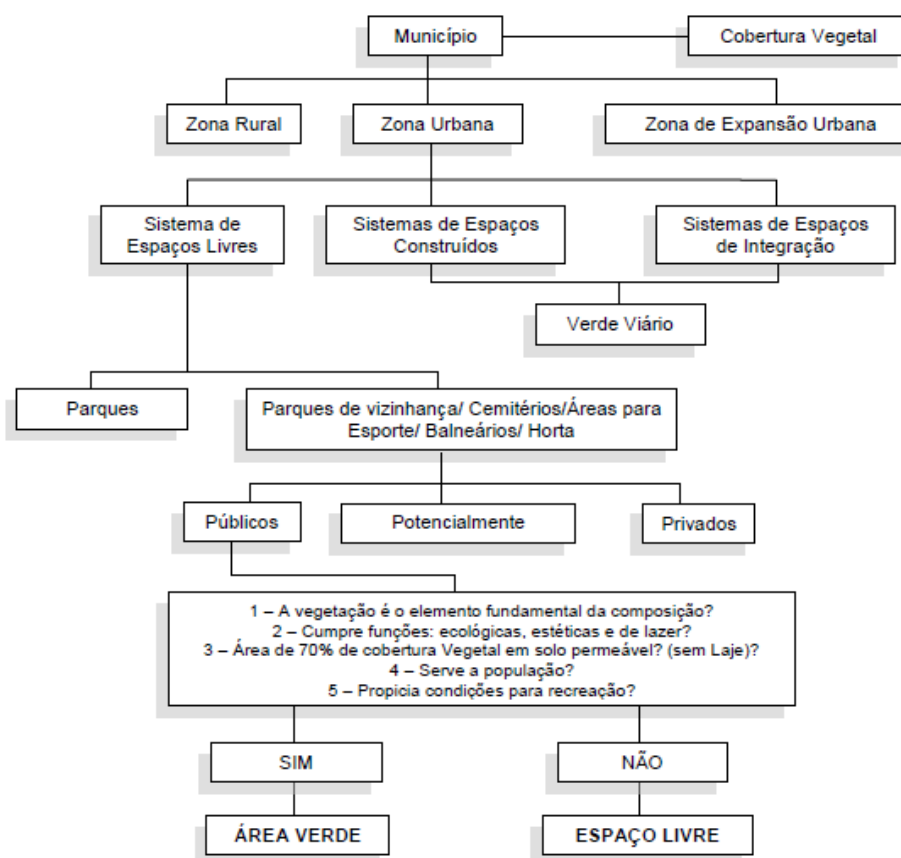 Município
Cobertura Vegetal
Zona Rural
Zona Urbana
Zona de Expansão Urbana
Sistema de
Espaços Livres
Sistemas de Espaços
Construídos
Sistemas de Espaços
de Integração
Verde Viário
Parques
Parques de vizinhança/ Cemitérios/Áreas para
Esporte/ Balneários/ Horta
Públicos
Potencialmente
Privados
1 – A vegetação é o elemento fundamental da composição?
2 – Cumpre funções: ecológicas, estéticas e de lazer?
3 – Área de 70% de cobertura Vegetal em solo permeável? (sem Laje)?
4 – Serve a população?
5 – Propicia condições para recreação?
SIM
NÃO
ÁREA VERDE
ESPAÇO LIVRE